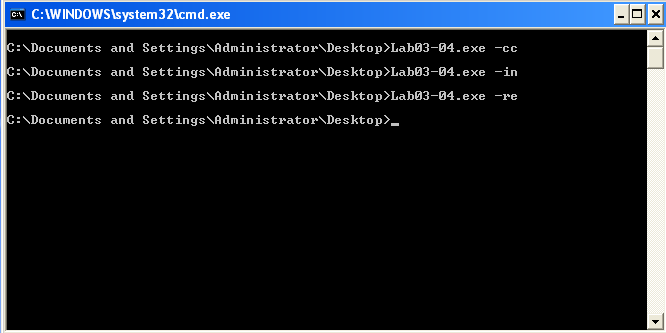 C:\WINDOWS\system32\cmd.exe
C:\Documents and Settings\Administrator\Desktop>Lab03-04.exe -cc
C:\Documents and Settings\Administrator\Desktop>Lab03-04.exe -in
C:\Documents and Settings\Administrator\Desktop>Lab03-04.exe -re
C:\Documents and Settings\Administrator\Desktop>_